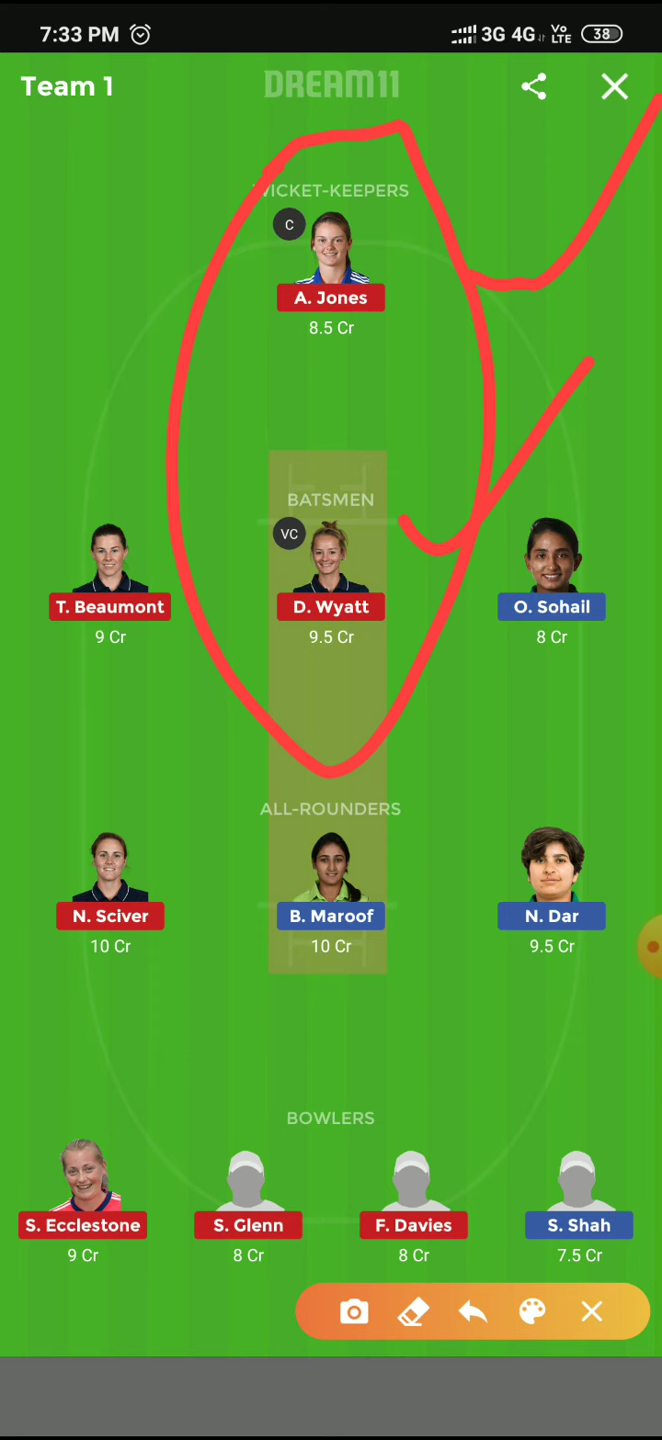 7:33 PM 3G 4G Vo LTE 38
Team 1 DREAM11
WICKET-KEEPERS
C
A. Jones
8.5 Cr
BATSMEN
VC
T. Beaumont D. Wyatt O. Sohail
9 Cr 9.5 Cr 8 Cr
ALL-ROUNDERS
N. Sciver B. Maroof N. Dar
10 Cr 10 Cr 9.5 Cr
BOWLERS
S. Ecclestone S. Glenn F. Davies S. Shah
9 Cr 8 Cr 8 Cr 7.5 Cr